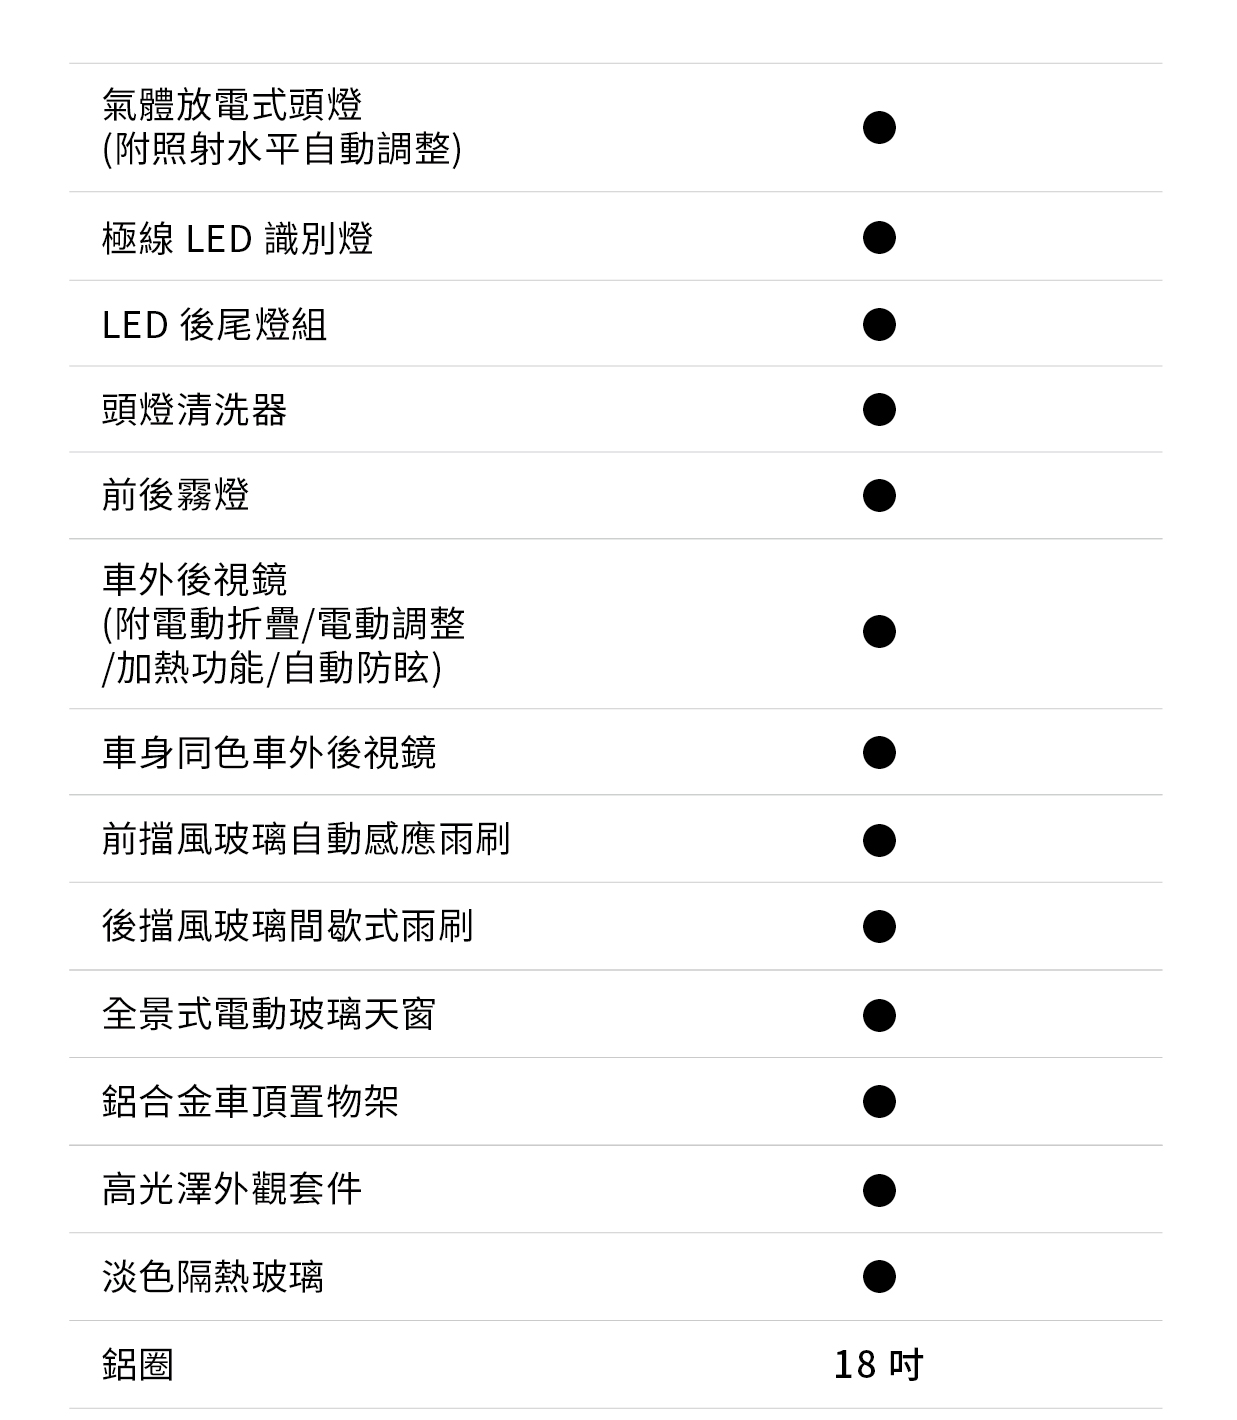 氣體放電式頭燈
(附照射水平自動調整)
●
極線 LED 識別燈 ●
LED 後尾燈組 ●
頭燈清洗器 ●
前後霧燈 ●
車外後視鏡
(附電動折疊/電動調整
/加熱功能/自動防眩)
●
車身同色車外後視鏡 ●
前擋風玻璃自動感應雨刷 ●
後擋風玻璃間歇式雨刷 ●
全景式電動玻璃天窗 ●
鋁合金車頂置物架 ●
高光澤外觀套件 ●
淡色隔熱玻璃 ●
鋁圈 18 吋